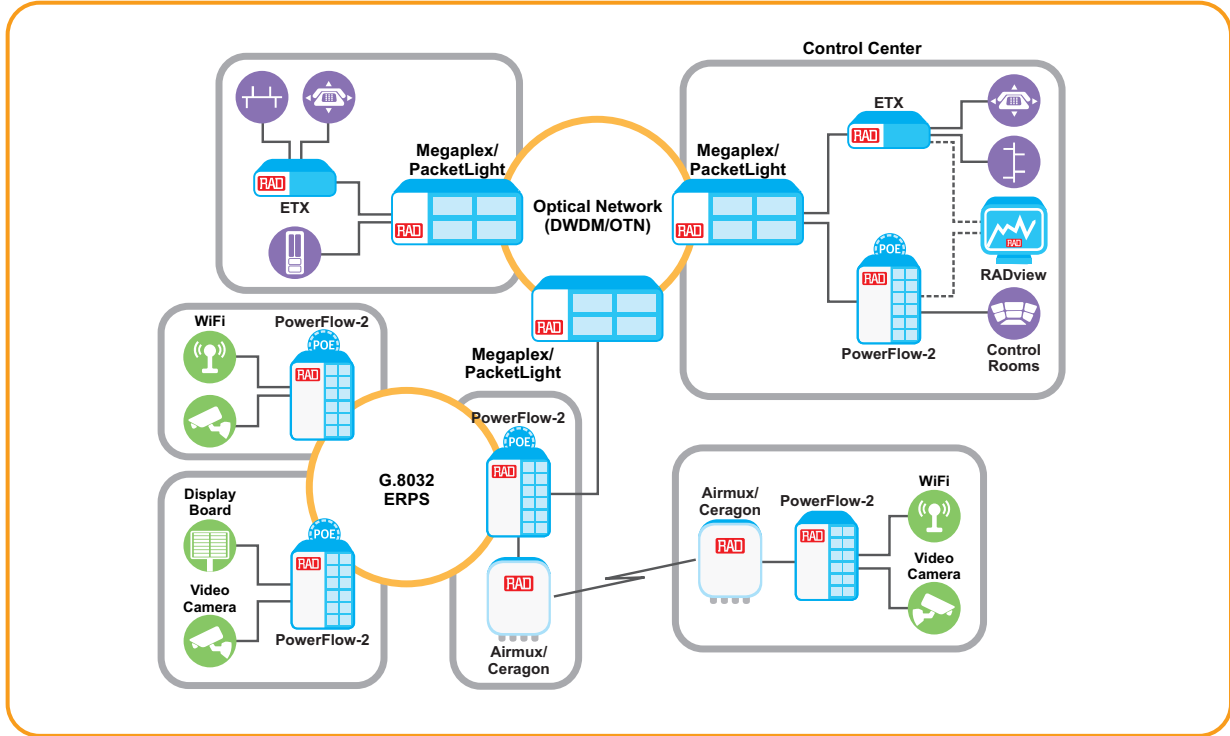 Control Center
ETX
RAD
Megaplex/
PacketLight
RAD
ETX
RAD
Optical Network
(DWDM/OTN)
Megaplex/
PacketLight
RAD
RAD
RADview
POE
RAD
PowerFlow-2
Control
Rooms
RAD
Megaplex/
PacketLight
WiFi
PowerFlow-2
POE
RAD
G.8032
ERPS
PowerFlow-2
POE
RAD
Display
Board
Video
Camera
POE
RAD
PowerFlow-2
RAD
Airmux/
Ceragon
Airmux/
Ceragon
RAD
PowerFlow-2
RAD
WiFi
Video
Camera